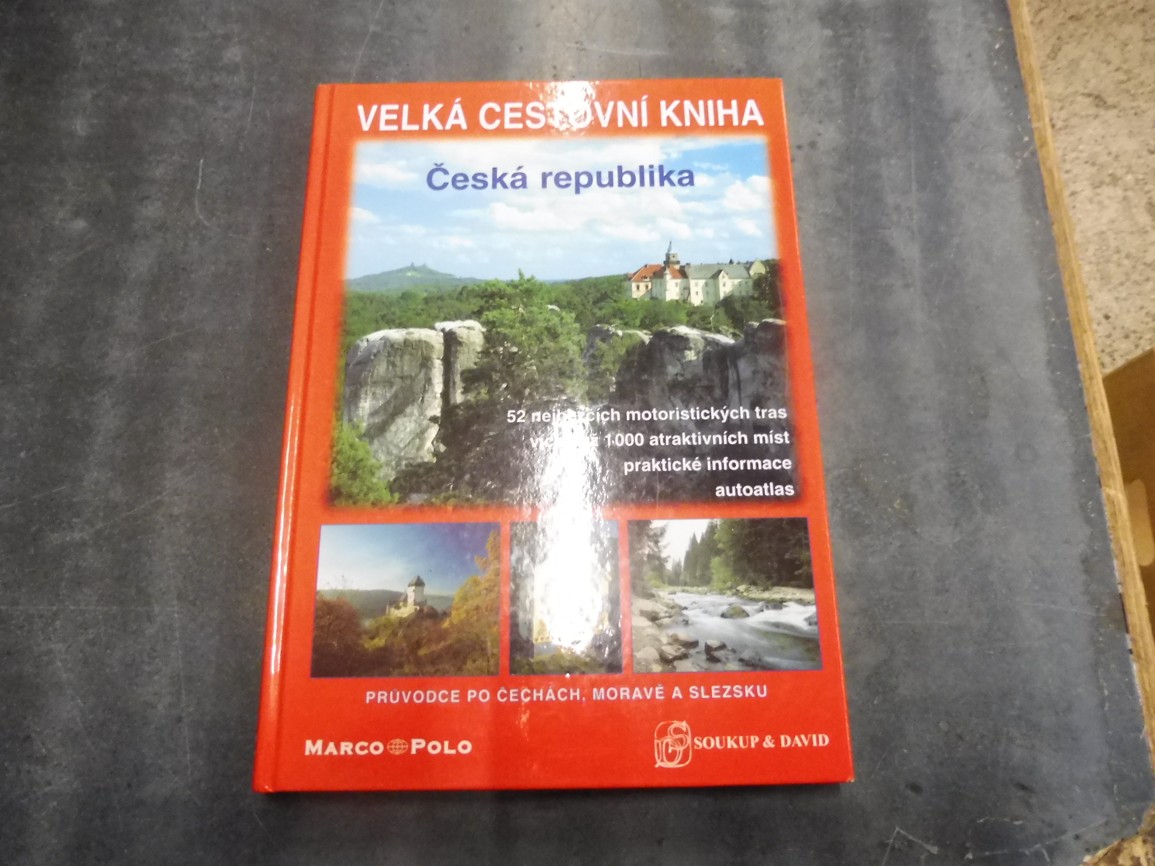 VELKÁ CESTOVNÍ KNIHA
Česká republika
52 nejhezčích motoristických tras
1000 atraktivních míst
praktické informace
autoatlas
PRŮVODCE PO ČECHÁCH, MORAVĚ A SLEZSKU
MARCO POLO
SOUKUP & DAVID